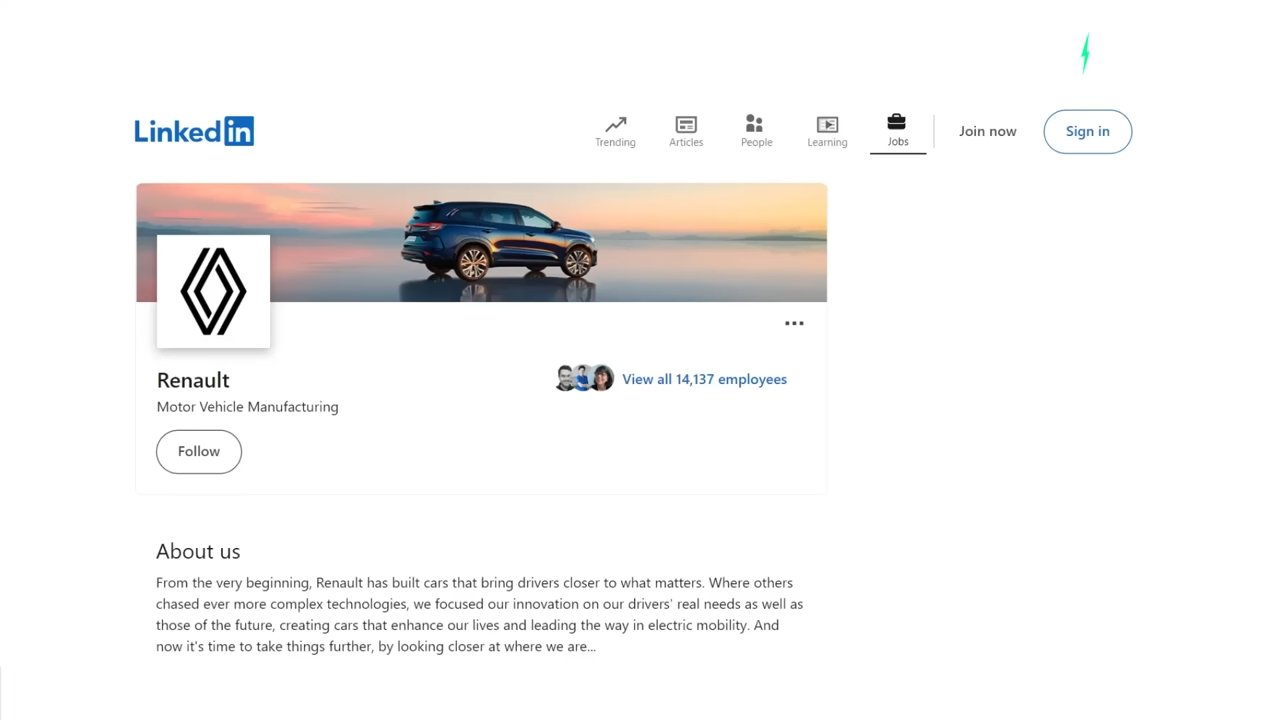 LinkedIn
Trending
Articles
People
Learning
Jobs
Join now
Sign in
Renault
View all 14,137 employees
Motor Vehicle Manufacturing
Follow
About us
From the very beginning, Renault has built cars that bring drivers closer to what matters. Where others
chased ever more complex technologies, we focused our innovation on our drivers' real needs as well as
those of the future, creating cars that enhance our lives and leading the way in electric mobility. And
now it's time to take things further, by looking closer at where we are...